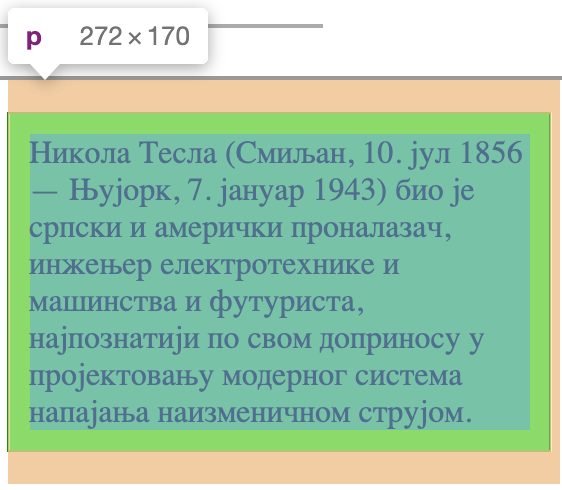 p 272 × 170
Никола Тесла (Смиљан, 10. јул 1856
— Њујорк, 7. јануар 1943) био је
српски и амерички проналазач,
инжењер електротехнике и
машинства и футуриста,
најпознатији по свом доприносу у
пројектовању модерног система
напајања наизменичном струјом.